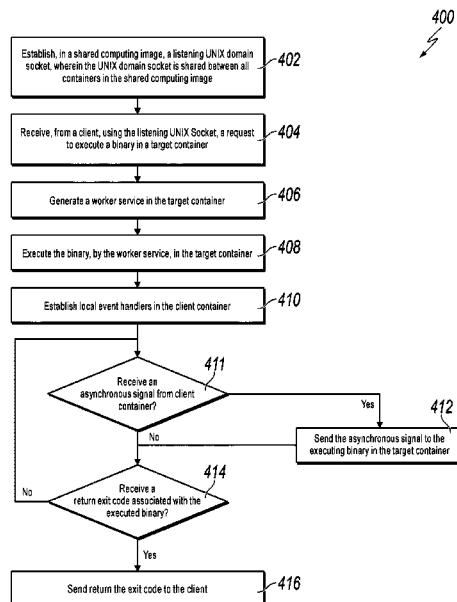 400
Establish, in a shared computing image, a listening UNIX domain
socket, wherein the UNIX domain socket is shared between all
containers in the shared computing image
402
Receive, from a client, using the listening UNIX Socket, a request
to execute a binary in a target container
404
Generate a worker service in the target container
406
Execute the binary, by the worker service, in the target container
408
Establish local event handlers in the client container
410
411
Receive an
asynchronous signal from client
container?
Yes
412
No
Send the asynchronous signal to the
executing binary in the target container
414
Receive a
return exit code associated with the
executed binary?
No
Yes
Send return the exit code to the client
416